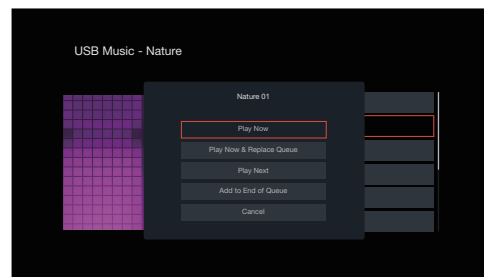 USB Music - Nature
Nature 01
Play Now
Play Now & Replace Queue
Play Next
Add to End of Queue
Cancel